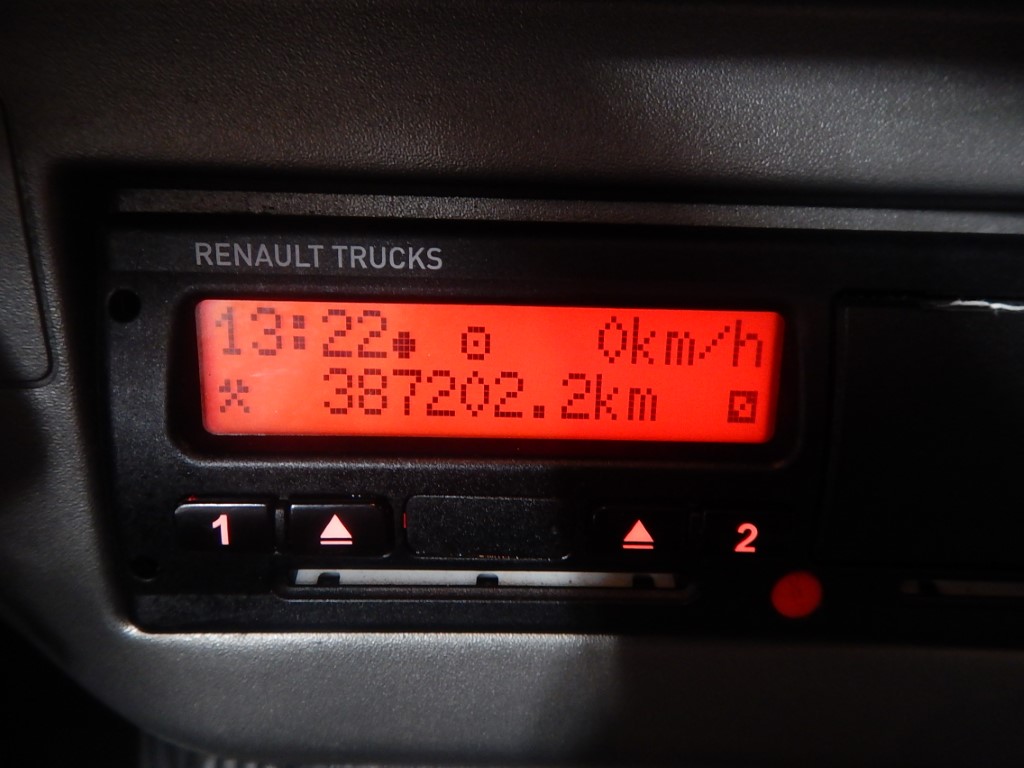 RENAULT TRUCKS
13:22 0km/h
387202.2km
1 2